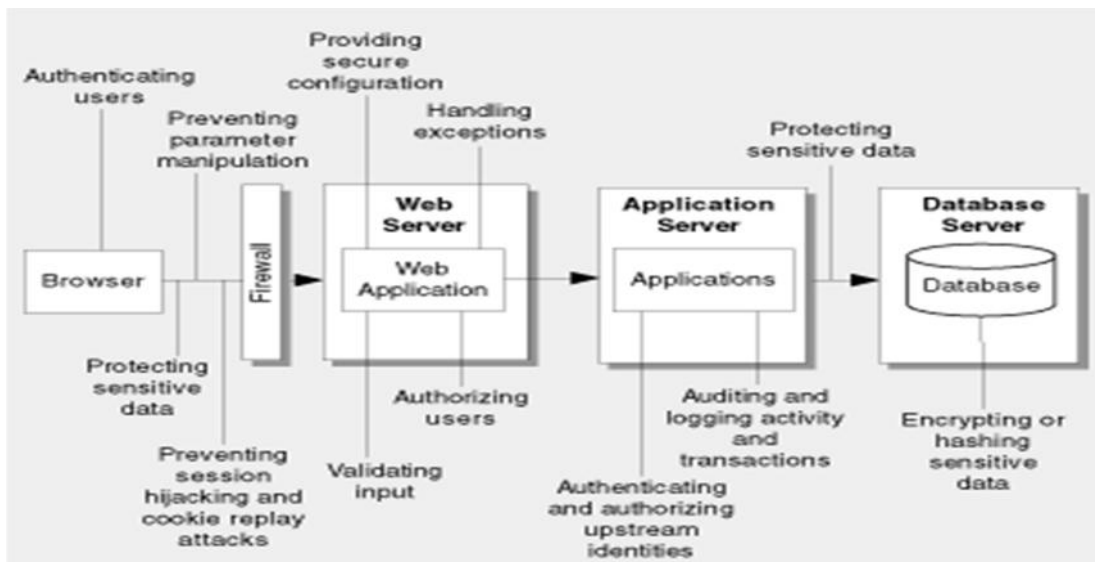 Providing
secure
configuration
Authenticating
users
Preventing
parameter
manipulation
Handling
exceptions
Protecting
sensitive data
Web
Server
Application
Server
Database
Server
Browser
Firewall
Web
Application
Applications
Database
Protecting
sensitive
data
Authorizing
users
Auditing and
logging activity
and
transactions
Encrypting or
hashing
sensitive
data
Preventing
session
hijacking and
cookie replay
attacks
Validating
input
Authenticating
and authorizing
upstream
identities